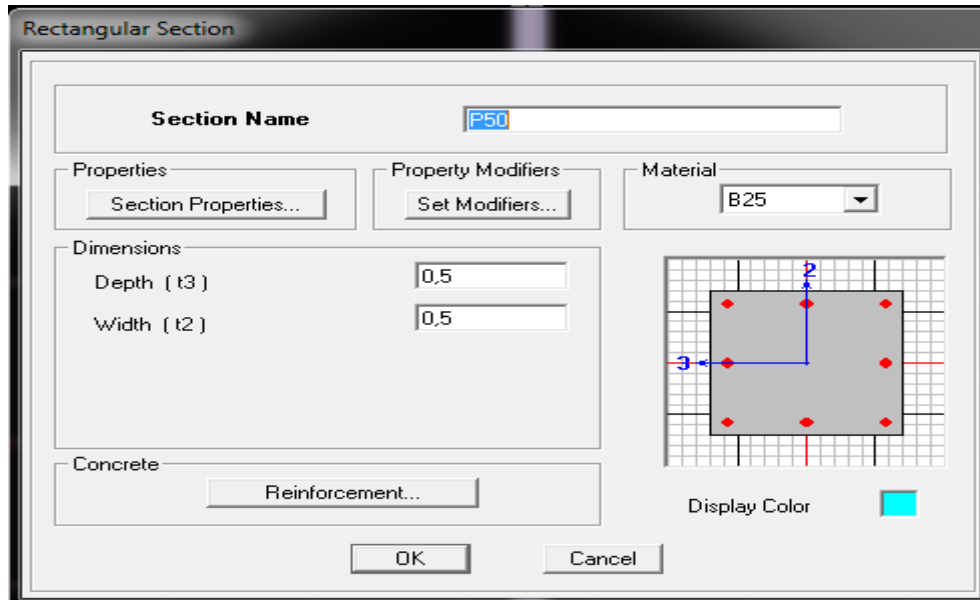 Rectangular Section
Section Name
P50
Properties
Section Properties...
Property Modifiers
Set Modifiers...
Material
B25
Dimensions
Depth ( t3 )
0,5
Width ( t2 )
0,5
2
3
Concrete
Reinforcement...
Display Color
OK
Cancel